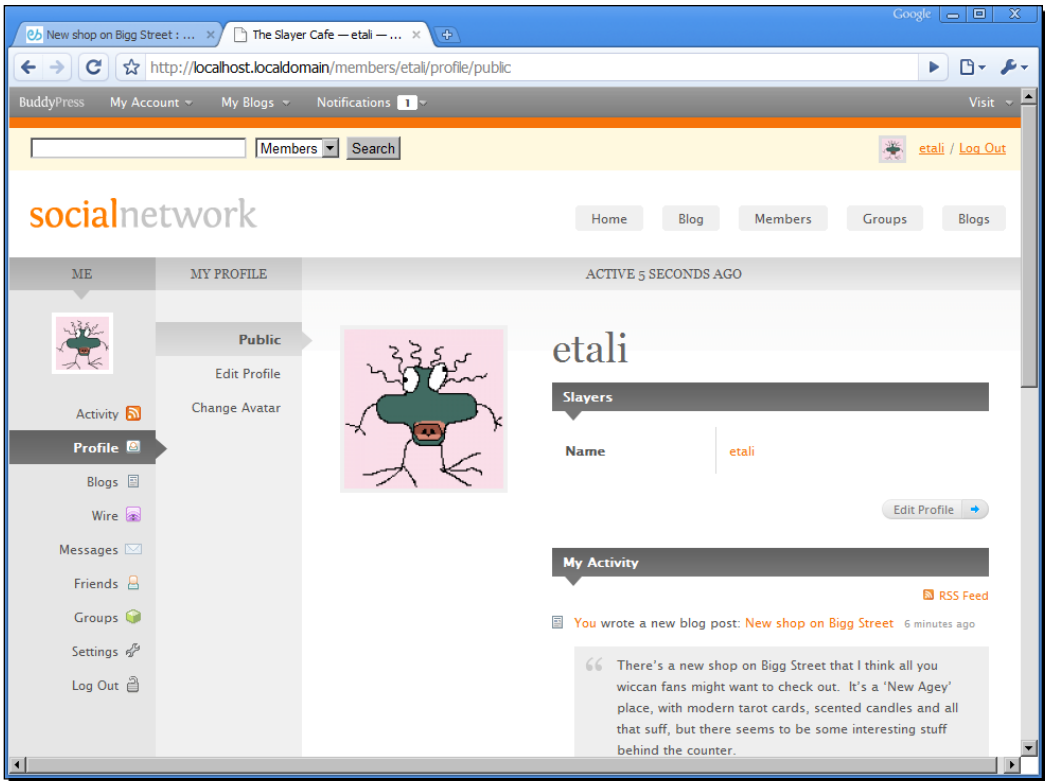 Google
New shop on Bigg Street : ...
The Slayer Cafe — etali — ...
http://localhost.localdomain/members/etali/profile/public
BuddyPress My Account My Blogs Notifications 1 Visit
Members Search etali / Log Out
socialnetwork Home Blog Members Groups Blogs
ME MY PROFILE ACTIVE 5 SECONDS AGO
Public
Edit Profile
Change Avatar
Activity
Profile
Blogs
Wire
Messages
Friends
Groups
Settings
Log Out
etali
Slayers
Name etali
Edit Profile
My Activity
RSS Feed
You wrote a new blog post: New shop on Bigg Street 6 minutes ago
“ There's a new shop on Bigg Street that I think all you
wiccan fans might want to check out. It's a 'New Agey'
place, with modern tarot cards, scented candles and all
that suff, but there seems to be some interesting stuff
behind the counter.